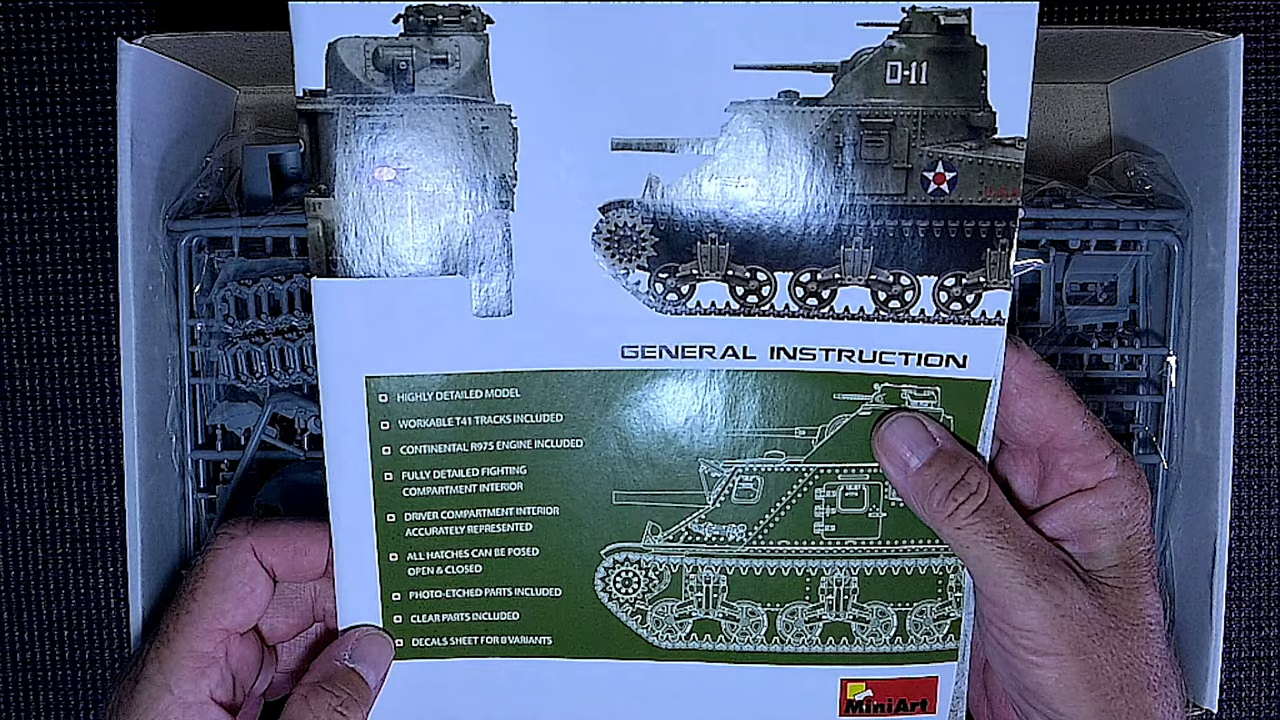 D-11
GENERAL INSTRUCTION
HIGHLY DETAILED MODEL
WORKABLE T41 TRACKS INCLUDED
CONTINENTAL R975 ENGINE INCLUDED
FULLY DETAILED FIGHTING
COMPARTMENT INTERIOR
DRIVER COMPARTMENT INTERIOR
ACCURATELY REPRESENTED
ALL HATCHES CAN BE POSED
OPEN & CLOSED
PHOTO-ETCHED PARTS INCLUDED
CLEAR PARTS INCLUDED
DECALS SHEET FOR 8 VARIANTS
MiniArt